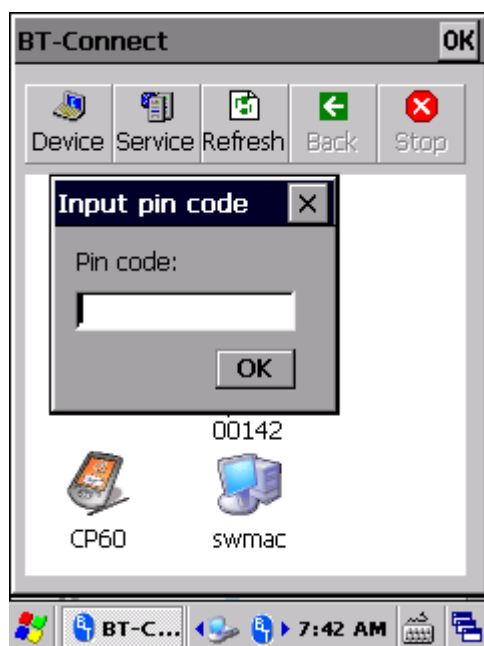 BT-Connect OK
Device Service Refresh Back Stop
Input pin code
Pin code:
OK
00142
CP60 swmac
BT-C... 7:42 AM